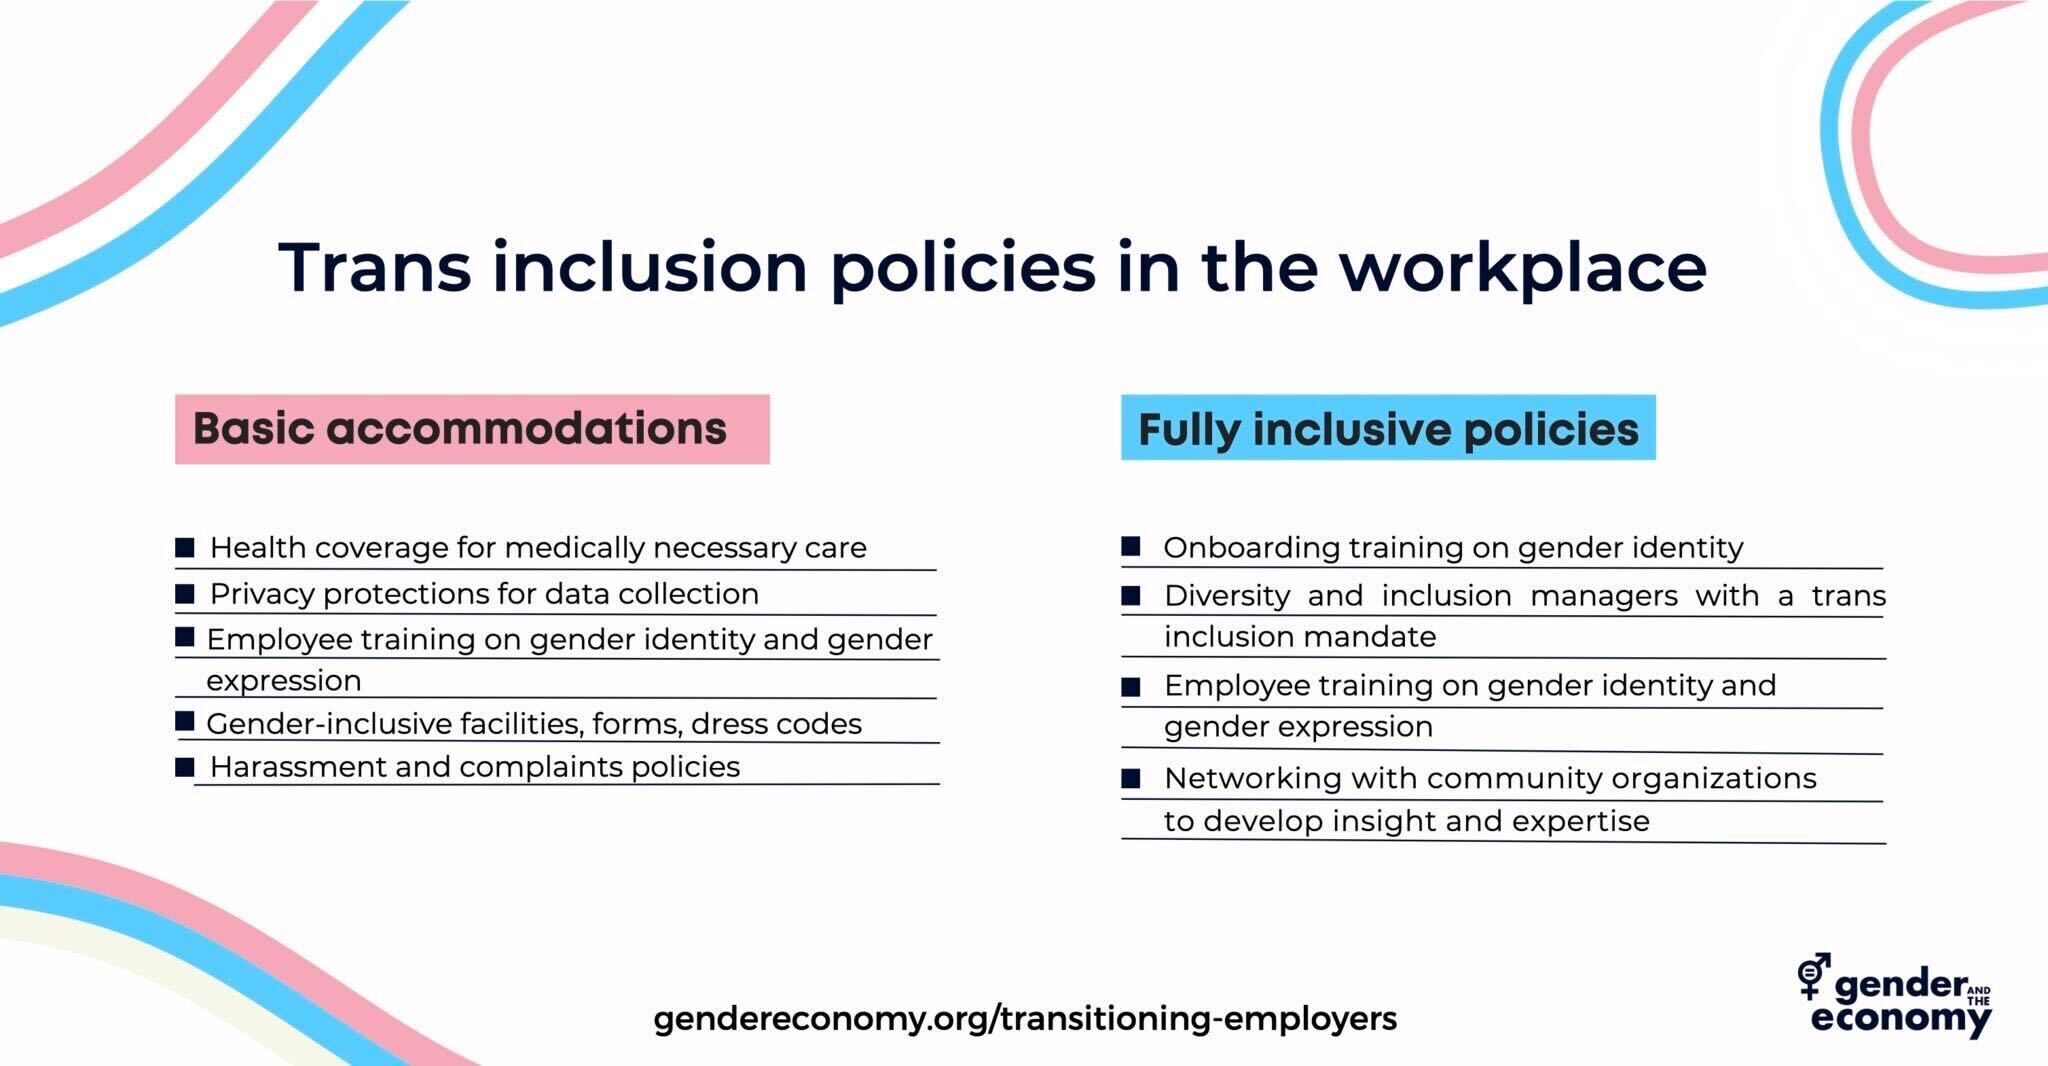 Trans inclusion policies in the workplace
Basic accommodations
Health coverage for medically necessary care
Privacy protections for data collection
Employee training on gender identity and gender
expression
Gender-inclusive facilities, forms, dress codes
Harassment and complaints policies
Fully inclusive policies
Onboarding training on gender identity
Diversity and inclusion managers with a trans
inclusion mandate
Employee training on gender identity and
gender expression
Networking with community organizations
to develop insight and expertise
gendereconomy.org/transitioning-employers
gender AND THE
economy